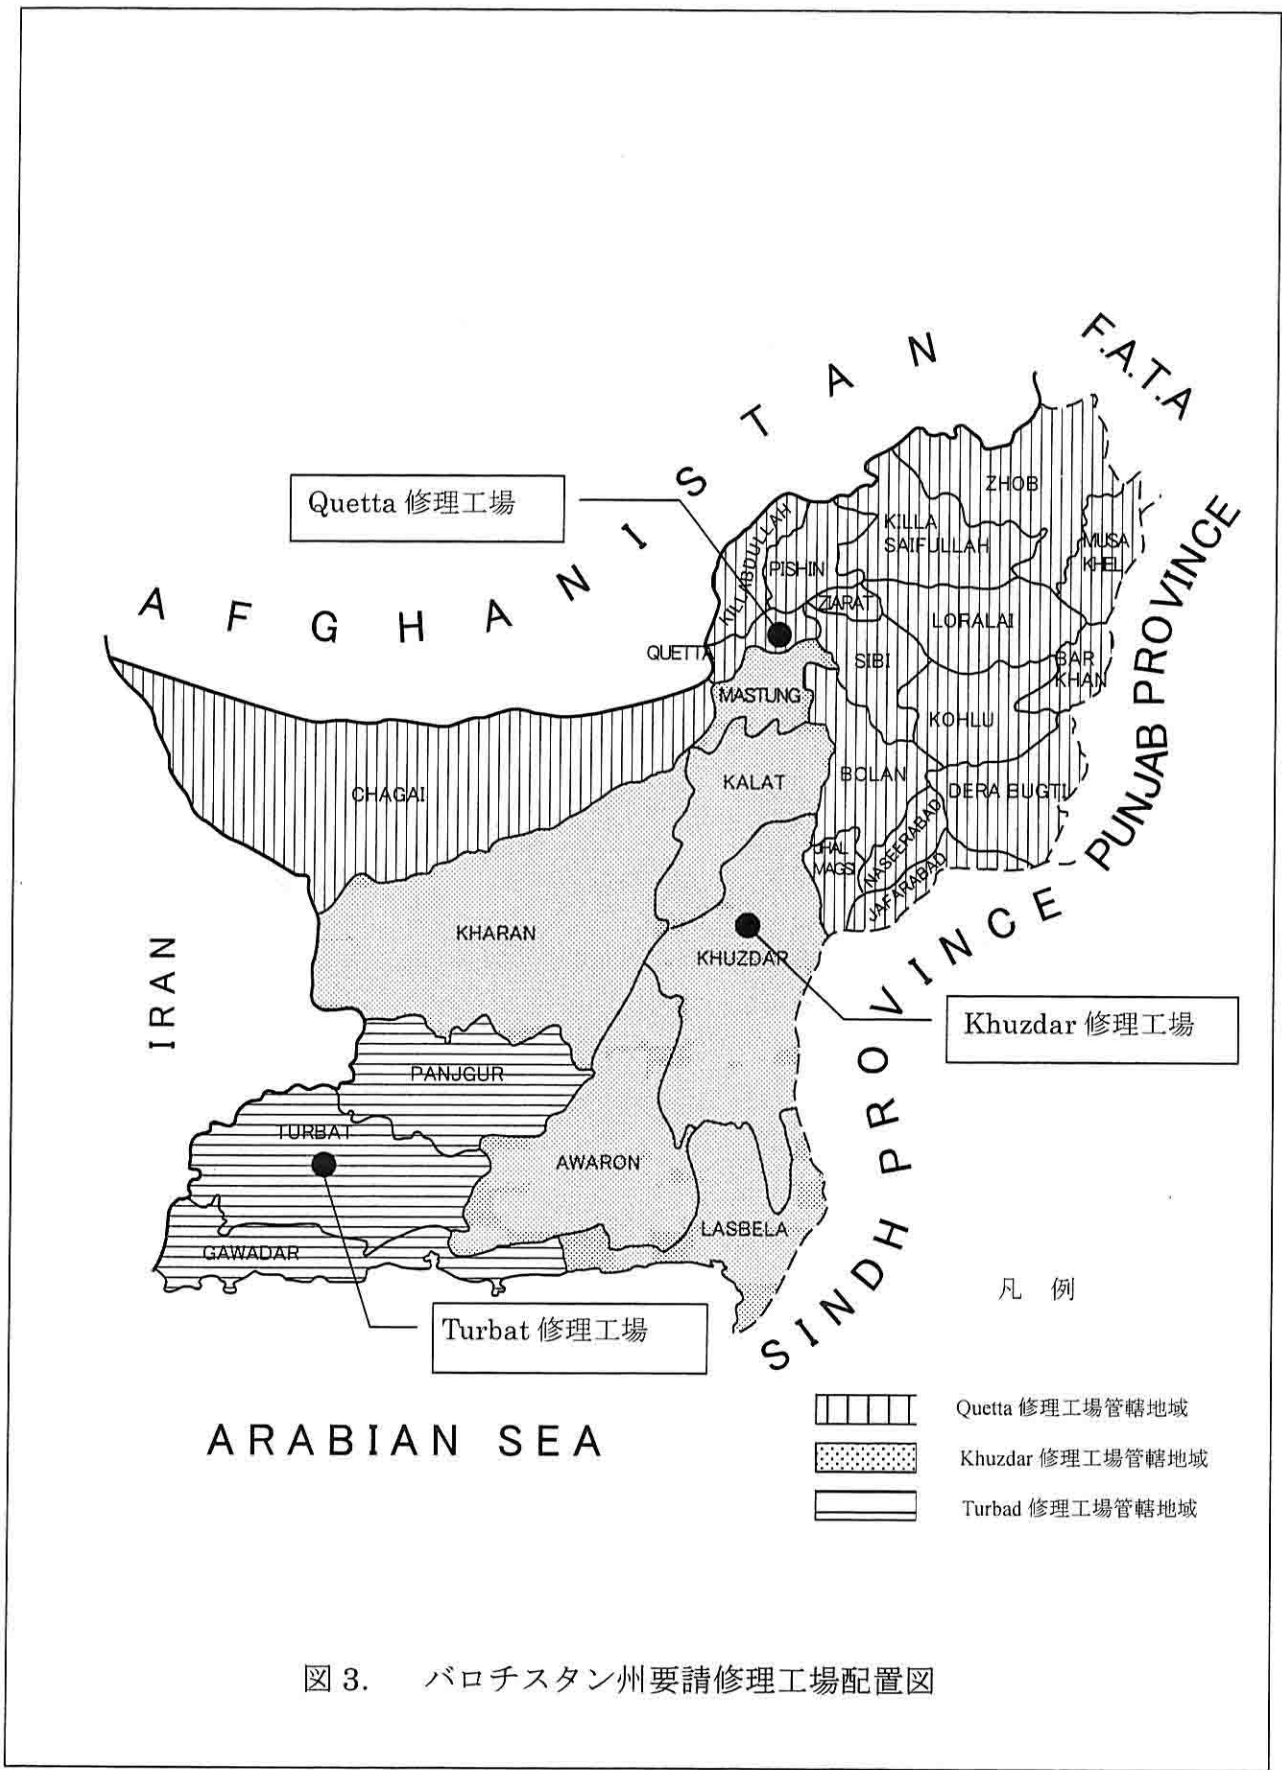 F.A.T.A
AFGHANISTAN
Quetta 修理工場
ZHOB
KILLA
SAIFULLAH
MUSA
KHEL
KILLABDULLAH
PISHIN
ZIARAT
LORALAI
QUETTA
SIBI
BAR
KHAN
MASTUNG
KOHLU
PUNJAB PROVINCE
CHAGAI
KALAT
BOLAN
DERA BUGTI
NASEERABAD
JHAL
MAGSI
JAFARABAD
KHARAN
KHUZDAR
IRAN
SINDH PROVINCE
Khuzdar 修理工場
PANJGUR
TURBAT
AWARON
LASBELA
GAWADAR
Turbat 修理工場
凡 例
ARABIAN SEA
Quetta 修理工場管轄地域
Khuzdar 修理工場管轄地域
Turbad 修理工場管轄地域
図 3. バロチスタン州要請修理工場配置図